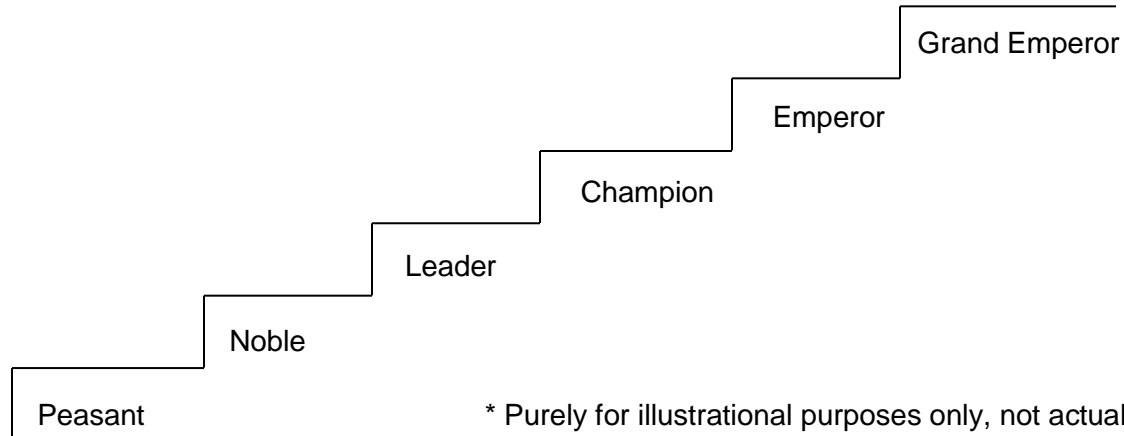 Grand Emperor
Emperor
Champion
Leader
Noble
Peasant
* Purely for illustrational purposes only, not actual